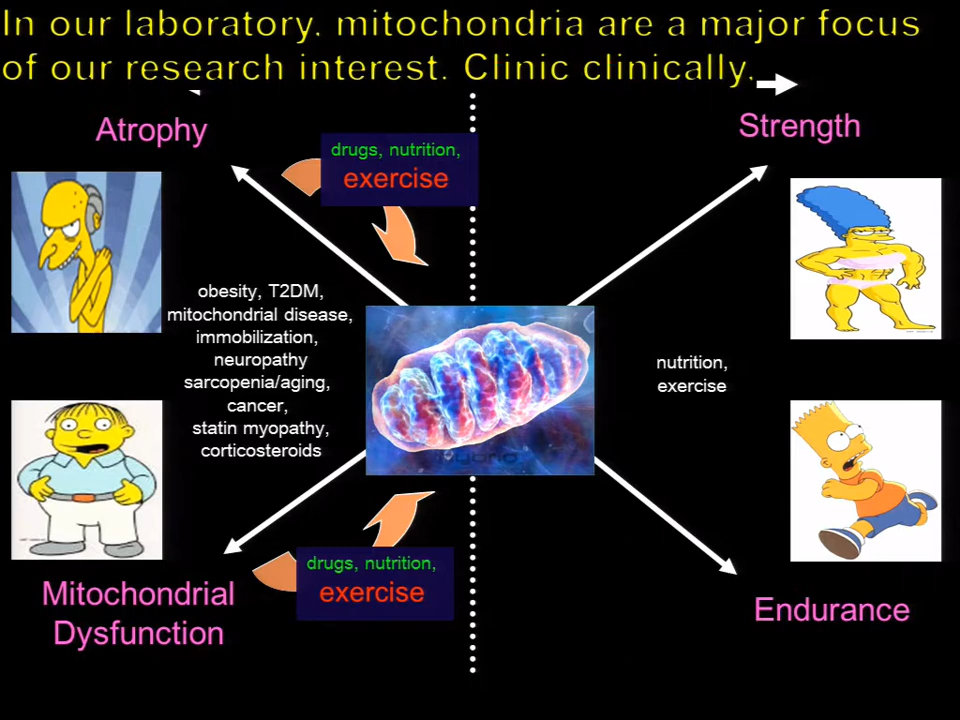 In our laboratory, mitochondria are a major focus
of our research interest. Clinic clinically,
Atrophy
drugs, nutrition,
exercise
Strength
obesity, T2DM,
mitochondrial disease,
immobilization,
neuropathy
sarcopenia/aging,
cancer,
statin myopathy,
corticosteroids
nutrition,
exercise
drugs, nutrition,
exercise
Mitochondrial
Dysfunction
Endurance